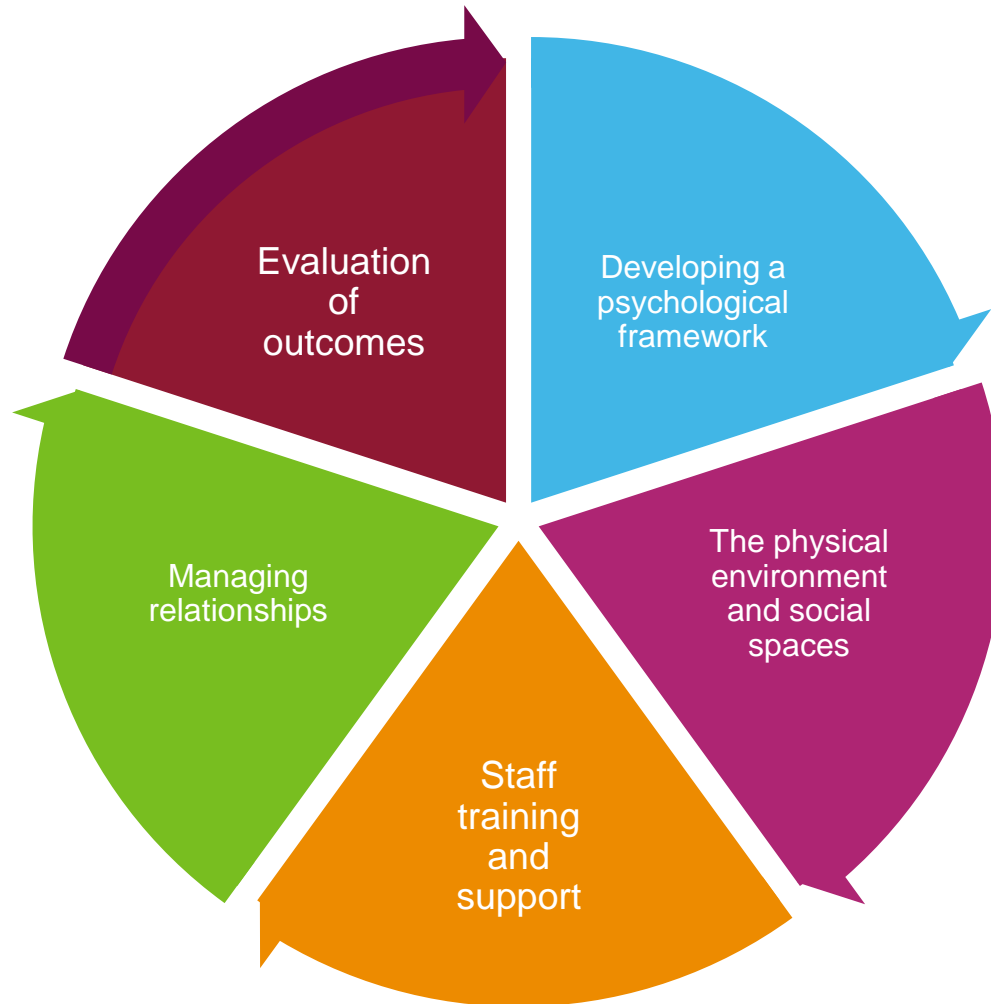 Developing a
psychological
framework
The physical
environment
and social
spaces
Staff
training
and
support
Managing
relationships
Evaluation
of
outcomes